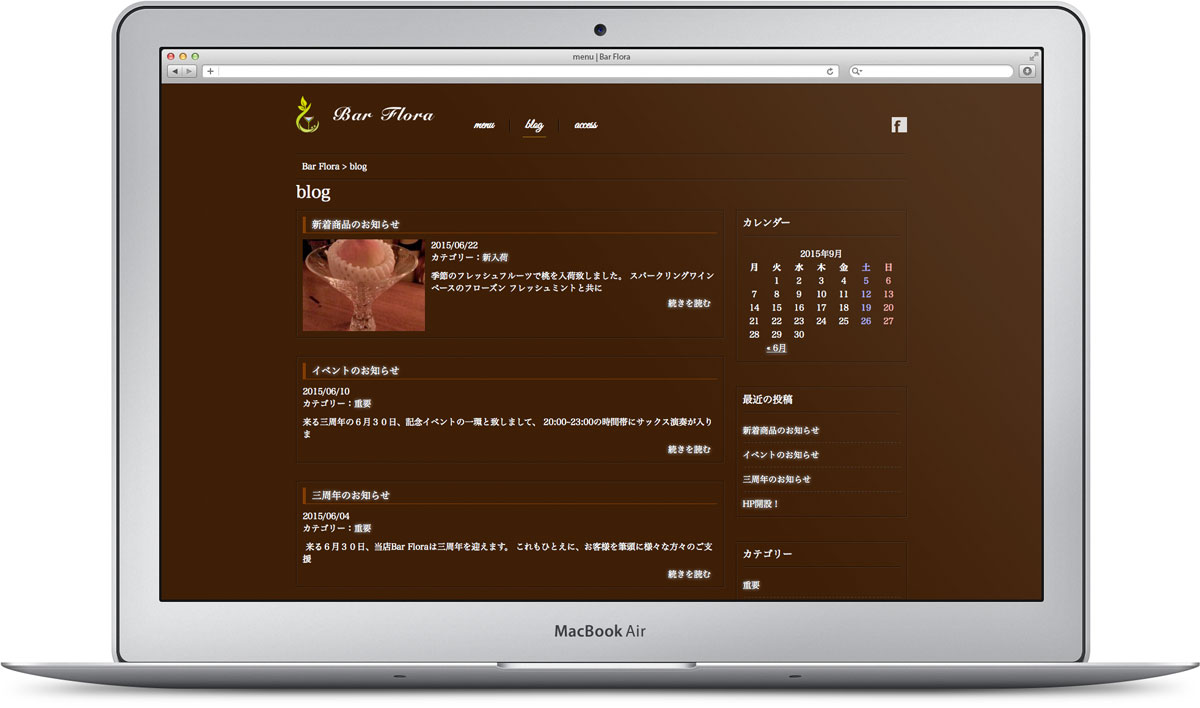 menu | Bar Flora
Bar Flora
menu
blog
access
f
Bar Flora > blog
blog
新着商品のお知らせ
2015/06/22
カテゴリー：新入荷
季節のフレッシュフルーツで桃を入荷致しました。 スパークリングワイン
ベースのフローズン フレッシュミントと共に
続きを読む
イベントのお知らせ
2015/06/10
カテゴリー：重要
来る三周年の６月３０日、記念イベントの一環と致しまして、 20:00-23:00の時間帯にサックス演奏が入り
ま
続きを読む
三周年のお知らせ
2015/06/04
カテゴリー：重要
来る６月３０日、当店Bar Floraは三周年を迎えます。 これもひとえに、お客様を筆頭に様々な方々のご支
援
続きを読む
カレンダー
2015年9月
月 火 水 木 金 土 日
1 2 3 4 5 6
7 8 9 10 11 12 13
14 15 16 17 18 19 20
21 22 23 24 25 26 27
28 29 30
« 6月
最近の投稿
新着商品のお知らせ
イベントのお知らせ
三周年のお知らせ
HP開設！
カテゴリー
重要
MacBook Air